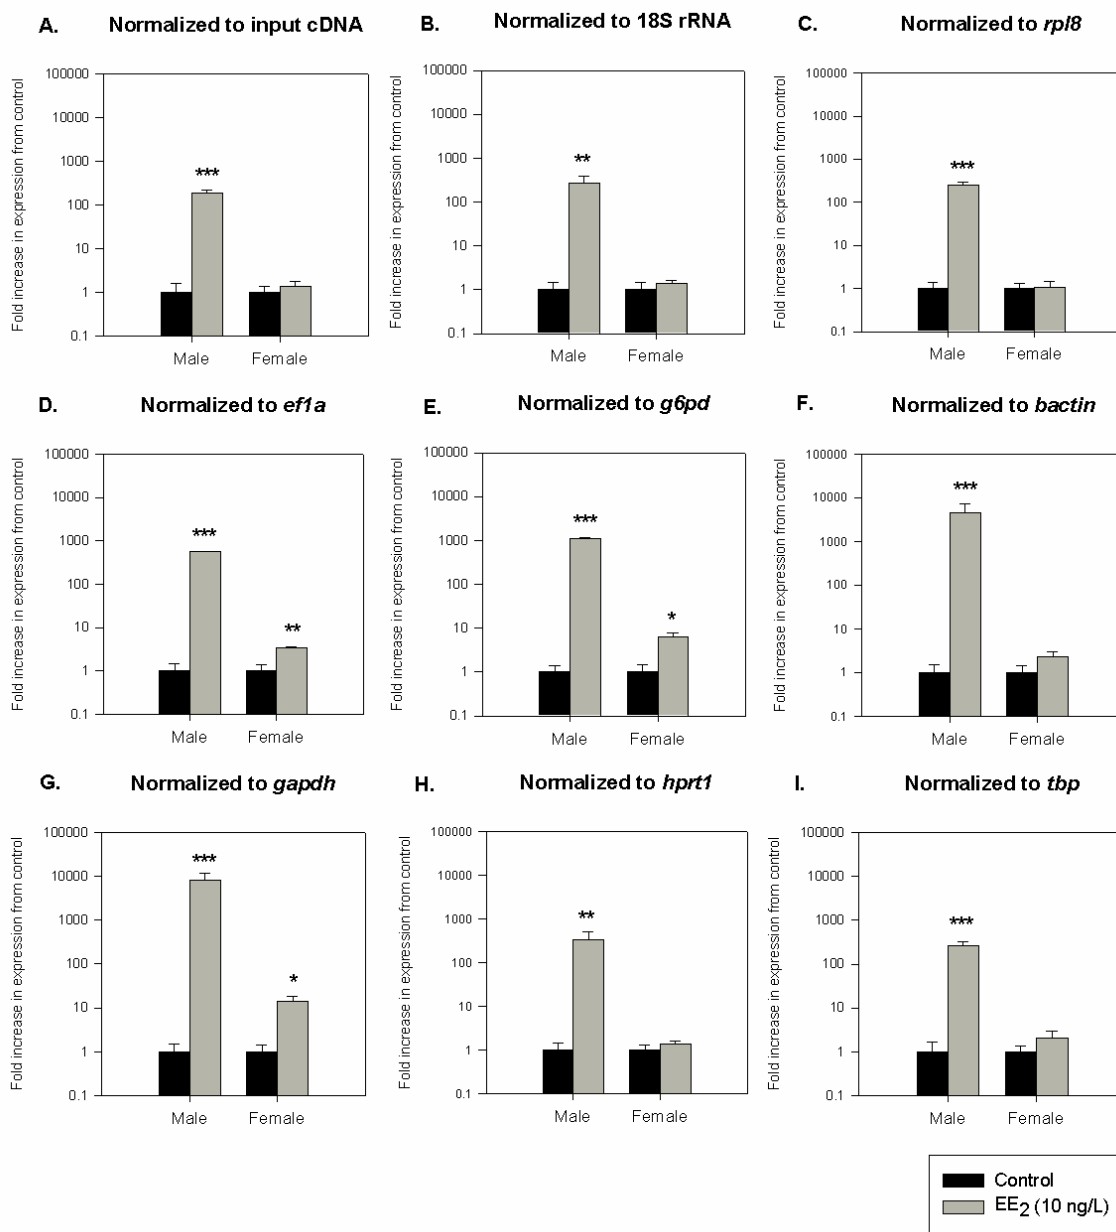 A. Normalized to input cDNA
Fold increase in expression from control
100000
10000
1000
100
10
1
0.1
***
Male Female
B. Normalized to 18S rRNA
Fold increase in expression from control
100000
10000
1000
100
10
1
0.1
**
Male Female
C. Normalized to rpl8
Fold increase in expression from control
100000
10000
1000
100
10
1
0.1
***
Male Female
D. Normalized to ef1a
Fold increase in expression from control
100000
10000
1000
100
10
1
0.1
***
**
Male Female
E. Normalized to g6pd
Fold increase in expression from control
100000
10000
1000
100
10
1
0.1
***
*
Male Female
F. Normalized to bactin
Fold increase in expression from control
100000
10000
1000
100
10
1
0.1
***
Male Female
G. Normalized to gapdh
Fold increase in expression from control
100000
10000
1000
100
10
1
0.1
***
*
Male Female
H. Normalized to hprt1
Fold increase in expression from control
100000
10000
1000
100
10
1
0.1
**
Male Female
I. Normalized to tbp
Fold increase in expression from control
100000
10000
1000
100
10
1
0.1
***
Male Female
Control
EE2 (10 ng/L)